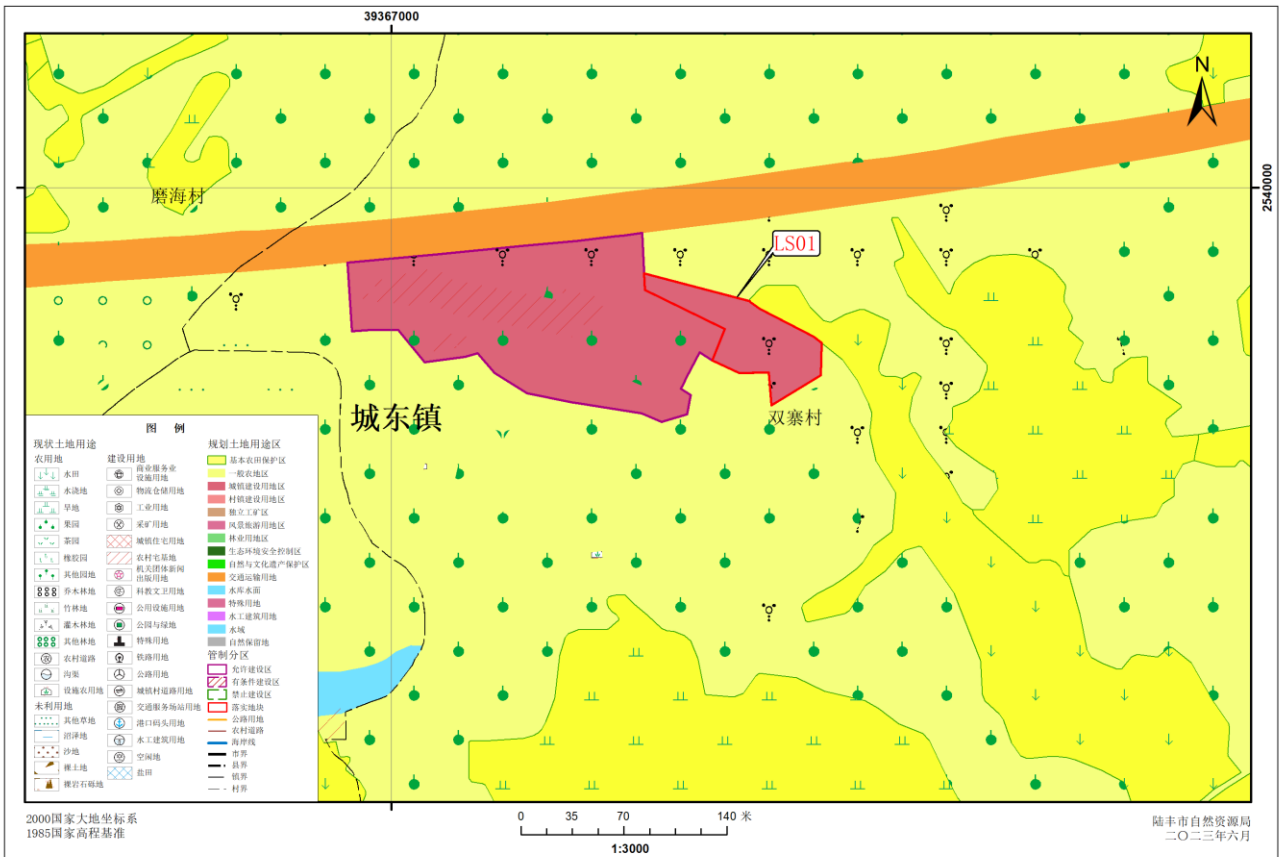 39367000
N
2540000
磨海村
LS01
城东镇
双寨村
图 例
现状土地用途
农用地
水田
水浇地
旱地
果园
茶园
橡胶园
其他园地
乔木林地
竹林地
灌木林地
其他林地
农村道路
沟渠
设施农用地
未利用地
其他草地
沼泽地
沙地
裸土地
裸岩石砾地
建设用地
商业服务业
设施用地
物流仓储用地
工业用地
采矿用地
城镇住宅用地
农村宅基地
机关团体新闻
出版用地
科教文卫用地
公用设施用地
公园与绿地
特殊用地
铁路用地
公路用地
城镇村道路用地
交通服务场站用地
港口码头用地
水工建筑用地
空闲地
盐田
规划土地用途区
基本农田保护区
一般农地区
城镇建设用地区
村镇建设用地区
独立工矿区
风景旅游用地区
林业用地区
生态环境安全控制区
自然与文化遗产保护区
交通运输用地
水库水面
特殊用地
水工建筑用地
水域
自然保留地
管制分区
允许建设区
有条件建设区
禁止建设区
落实地块
公路用地
农村道路
海岸线
市界
县界
镇界
村界
2000国家大地坐标系
1985国家高程基准
0 35 70 140 米
1:3000
陆丰市自然资源局
二〇二三年六月